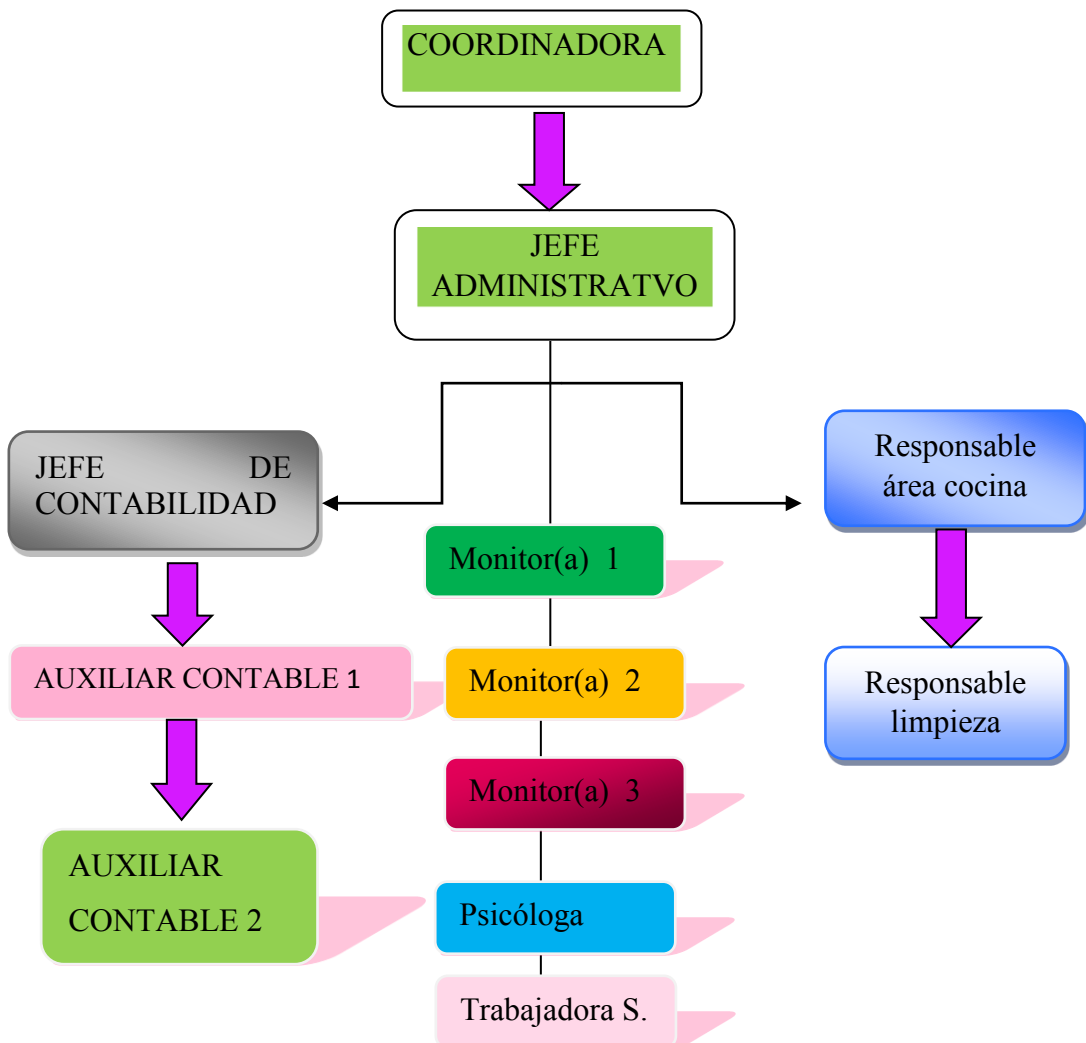 COORDINADORA
JEFE
ADMINISTRATVO
JEFE DE
CONTABILIDAD
Responsable
área cocina
Monitor(a) 1
AUXILIAR CONTABLE 1
Monitor(a) 2
Responsable
limpieza
Monitor(a) 3
AUXILIAR
CONTABLE 2
Psicóloga
Trabajadora S.